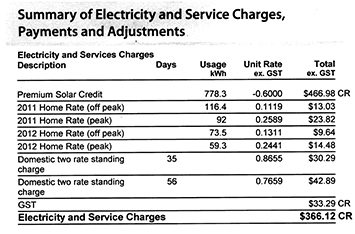 Summary of Electricity and Service Charges,
Payments and Adjustments
Electricity and Services Charges
Description Days Usage Unit Rate Total
kWh ex. GST ex. GST
Premium Solar Credit 778.3 -0.6000 $466.98 CR
2011 Home Rate (off peak) 116.4 0.1119 $13.03
2011 Home Rate (peak) 92 0.2589 $23.82
2012 Home Rate (off peak) 73.5 0.1311 $9.64
2012 Home Rate (peak) 59.3 0.2441 $14.48
Domestic two rate standing 35 0.8655 $30.29
charge
Domestic two rate standing 56 0.7659 $42.89
charge
GST $33.29 CR
Electricity and Service Charges $366.12 CR